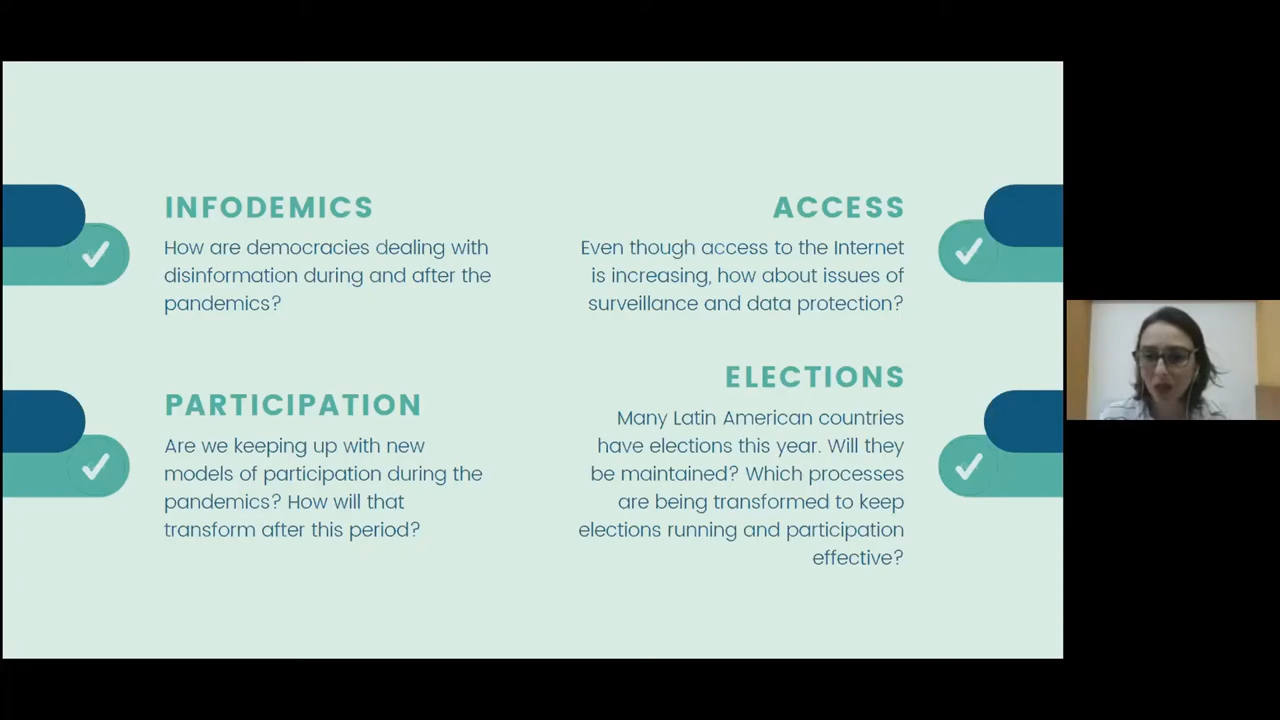 INFODEMICS
How are democracies dealing with
disinformation during and after the
pandemics?
ACCESS
Even though access to the Internet
is increasing, how about issues of
surveillance and data protection?
PARTICIPATION
Are we keeping up with new
models of participation during the
pandemics? How will that
transform after this period?
ELECTIONS
Many Latin American countries
have elections this year. Will they
be maintained? Which processes
are being transformed to keep
elections running and participation
effective?